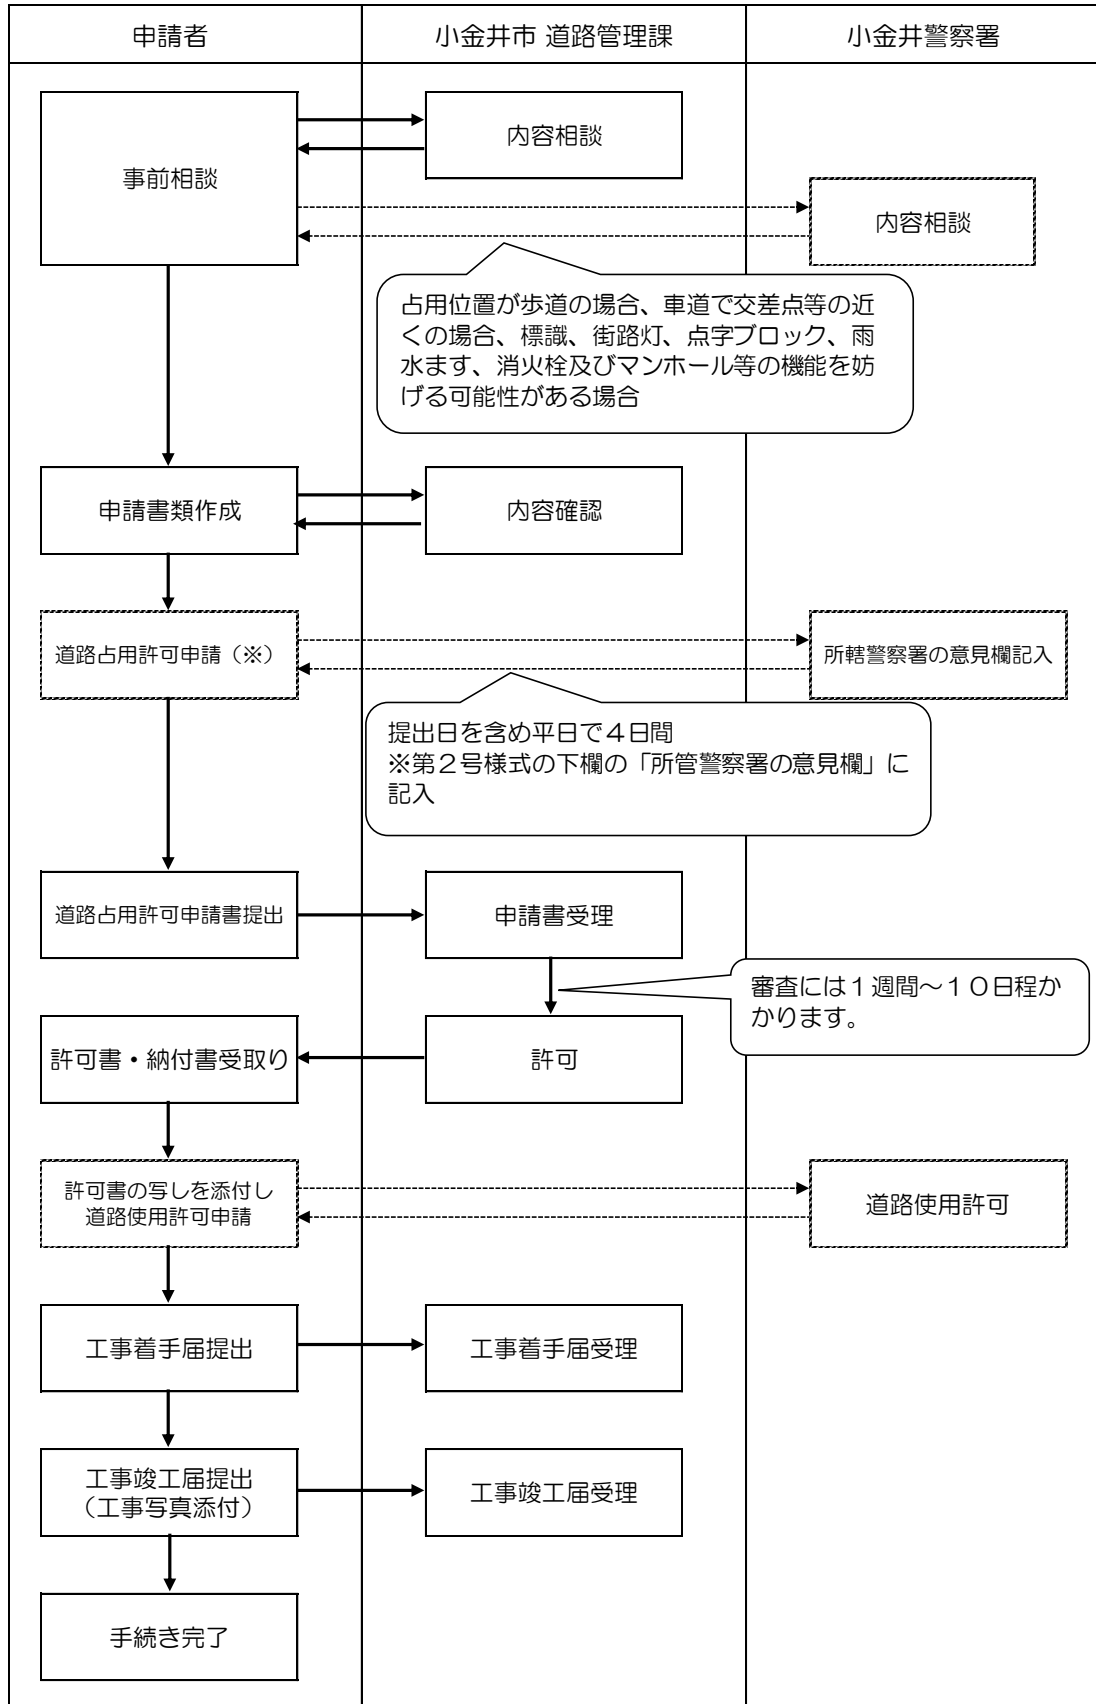 申請者
小金井市 道路管理課
小金井警察署
事前相談
内容相談
内容相談
占用位置が歩道の場合、車道で交差点等の近
くの場合、標識、街路灯、点字ブロック、雨
水ます、消火栓及びマンホール等の機能を妨
げる可能性がある場合
申請書類作成
内容確認
道路占用許可申請（※）
所轄警察署の意見欄記入
提出日を含め平日で４日間
※第２号様式の下欄の「所管警察署の意見欄」に
記入
道路占用許可申請書提出
申請書受理
審査には１週間～１０日程か
かります。
許可書・納付書受取り
許可
許可書の写しを添付し
道路使用許可申請
道路使用許可
工事着手届提出
工事着手届受理
工事竣工届提出
（工事写真添付）
工事竣工届受理
手続き完了